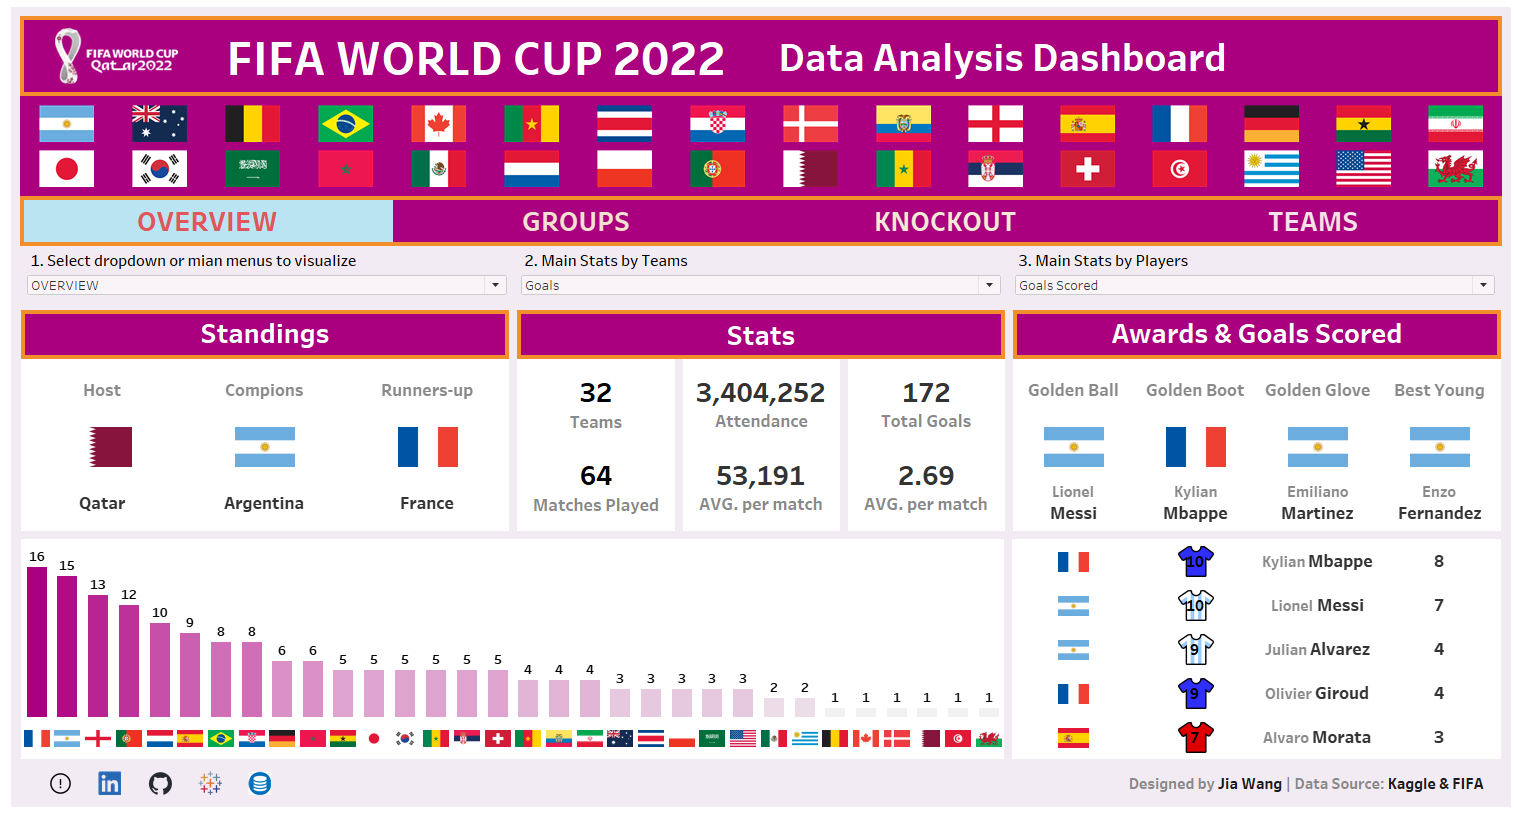 FIFA WORLD CUP
Qatar2022
FIFA WORLD CUP 2022 Data Analysis Dashboard
OVERVIEW GROUPS KNOCKOUT TEAMS
1. Select dropdown or mian menus to visualize 2. Main Stats by Teams 3. Main Stats by Players
OVERVIEW Goals Goals Scored
Standings Stats Awards & Goals Scored
Host Compions Runners-up
Qatar Argentina France
32 3,404,252 172
Teams Attendance Total Goals
64 53,191 2.69
Matches Played AVG. per match AVG. per match
Golden Ball Golden Boot Golden Glove Best Young
Lionel Kylian Emiliano Enzo
Messi Mbappe Martinez Fernandez
16 15 13 12 10 9 8 8 6 6 5 5 5 5 5 5 4 4 4 3 3 3 3 3 2 2 1 1 1 1 1 1
10 Kylian Mbappe 8
10 Lionel Messi 7
9 Julian Alvarez 4
9 Olivier Giroud 4
7 Alvaro Morata 3
in
Designed by Jia Wang | Data Source: Kaggle & FIFA